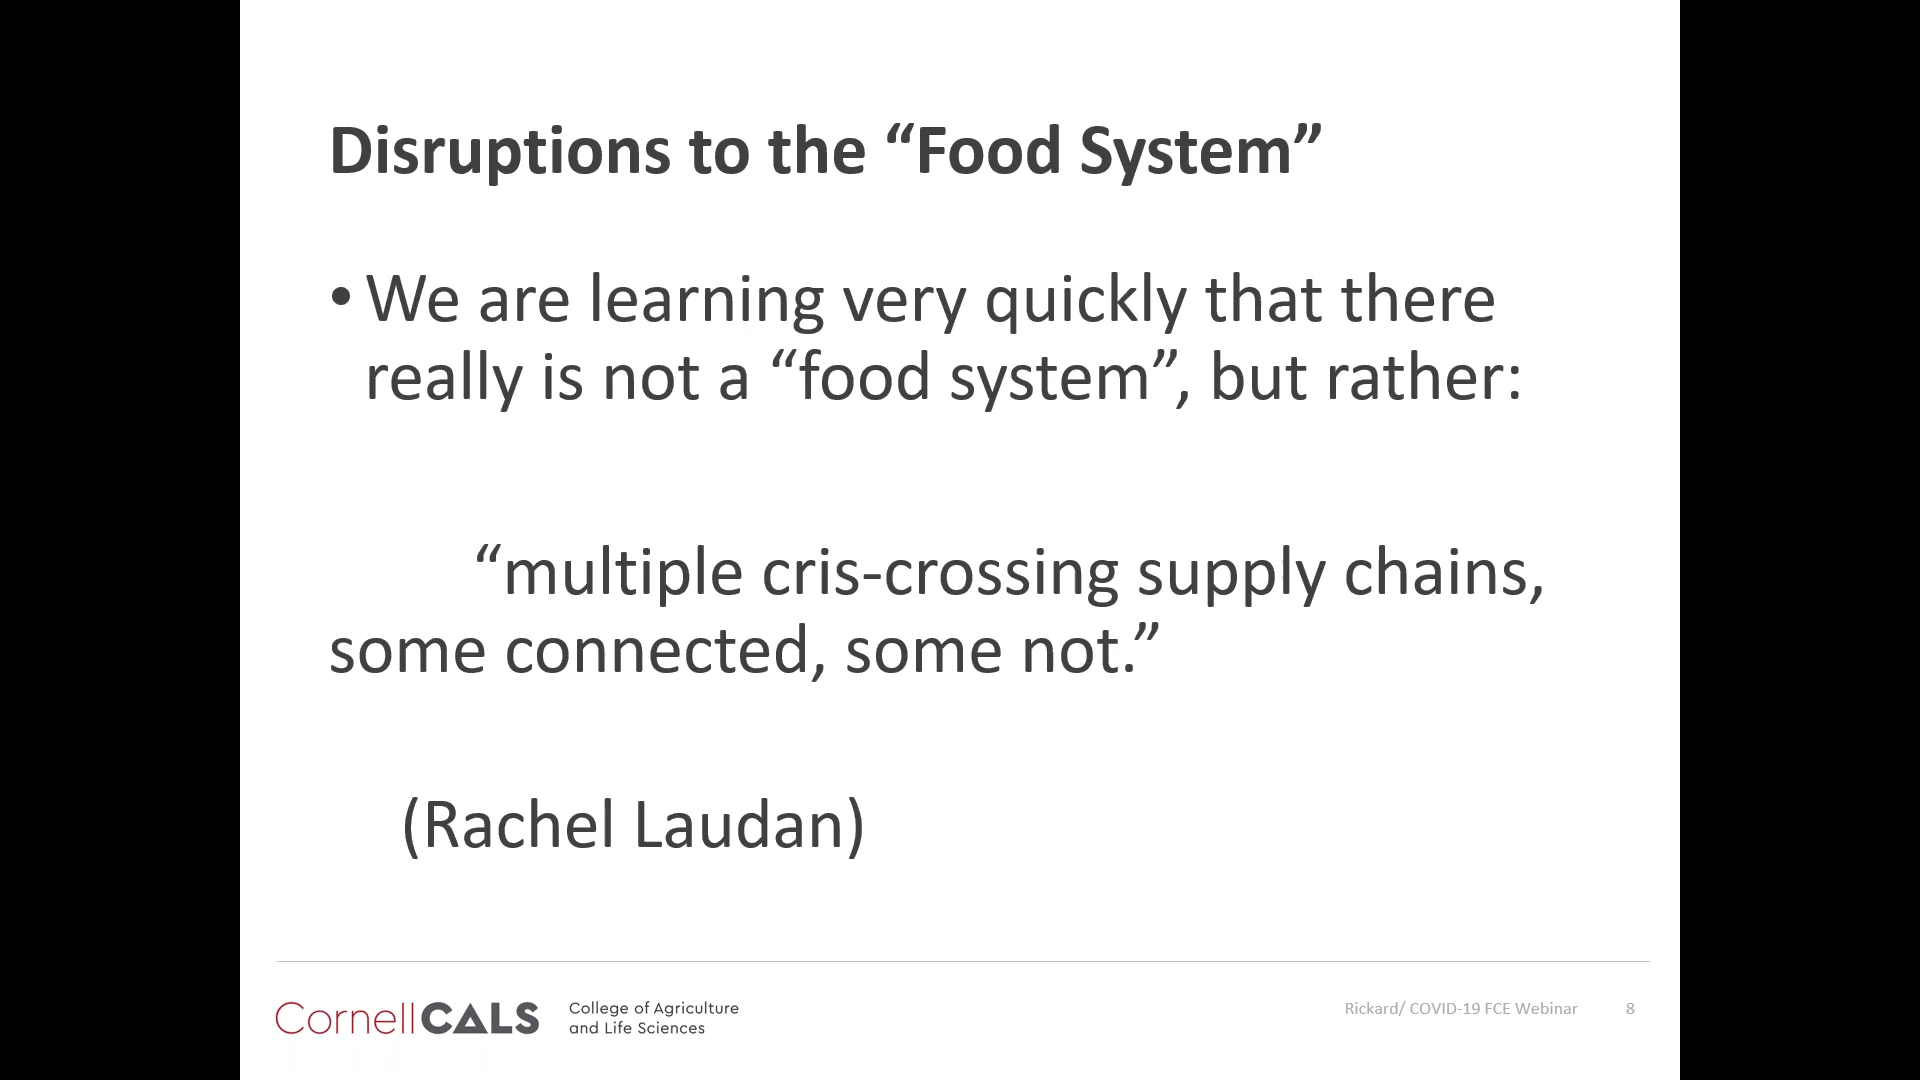 Disruptions to the “Food System”
• We are learning very quickly that there
really is not a “food system”, but rather:
“multiple cris-crossing supply chains,
some connected, some not.”
(Rachel Laudan)
CornellCALS
College of Agriculture
and Life Sciences
Rickard/ COVID-19 FCE Webinar 8